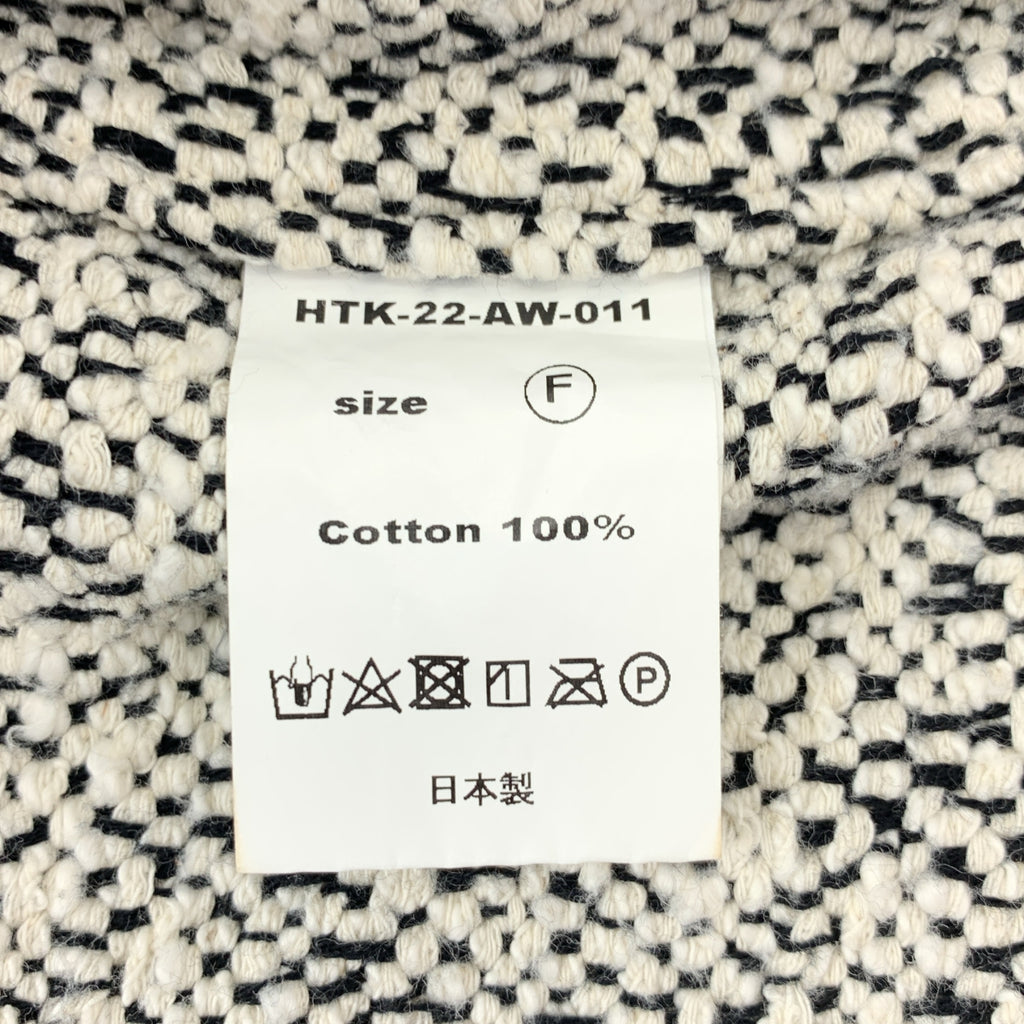 HTK-22-AW-011
size F
Cotton 100%
P
日本製